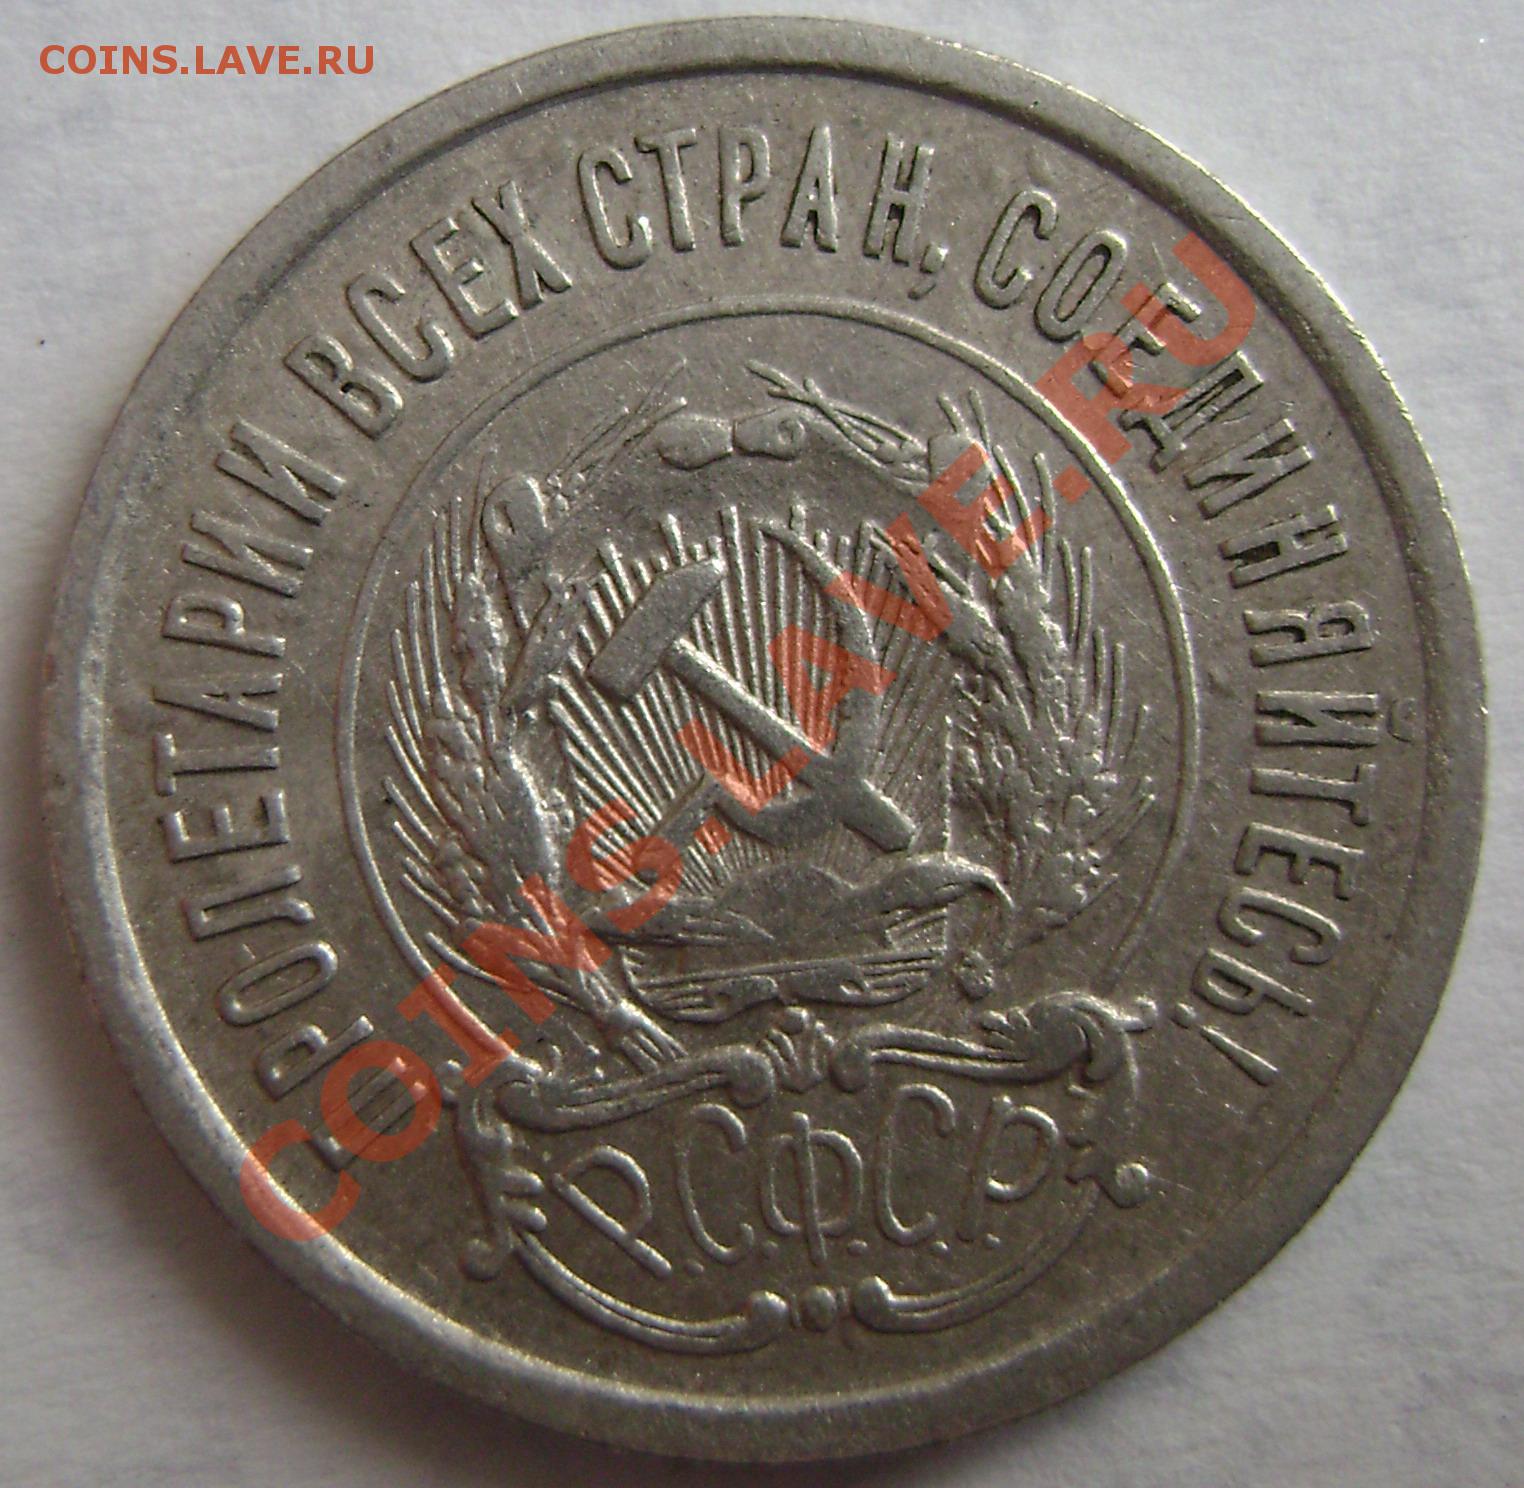 COINS.LAVE.RU
ПРОЛЕТАРИИ ВСЕХ СТРАН, СОЕДИНЯЙТЕСЬ!
Р.С.Ф.С.Р.
COINS.LAVE.RU